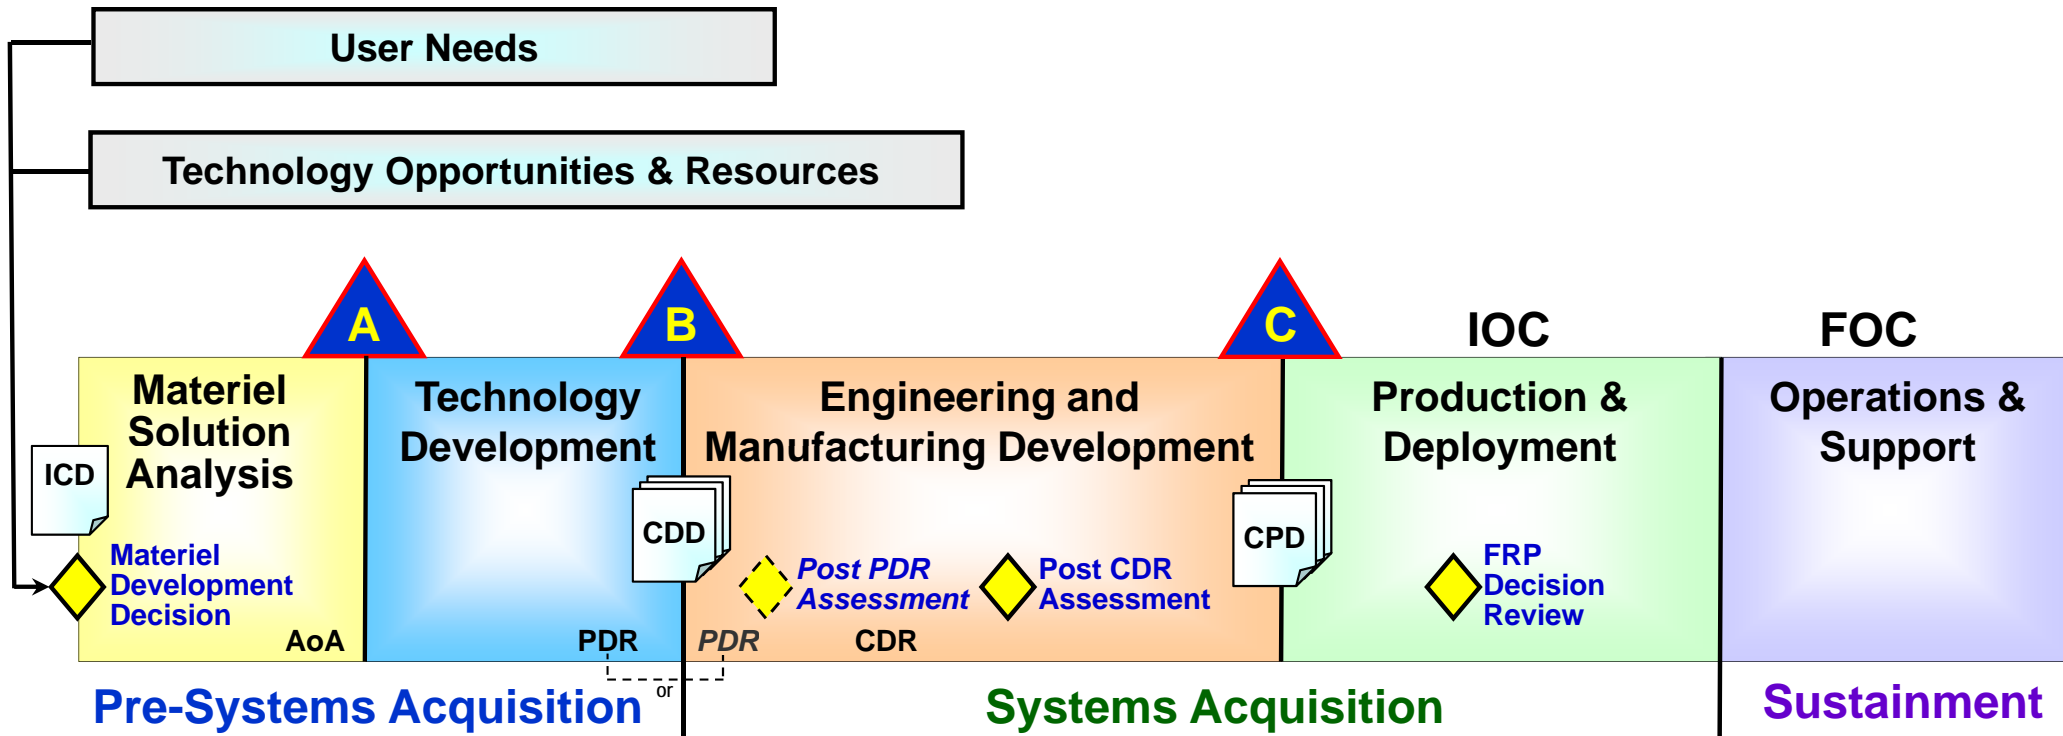 User Needs
Technology Opportunities & Resources
A
B
C
IOC
FOC
Materiel
Solution
Analysis
Technology
Development
Engineering and
Manufacturing Development
Production &
Deployment
Operations &
Support
ICD
CDD
CPD
Materiel
Development
Decision
Post PDR
Assessment
Post CDR
Assessment
FRP
Decision
Review
AoA
PDR
PDR
CDR
or
Pre-Systems Acquisition
Systems Acquisition
Sustainment